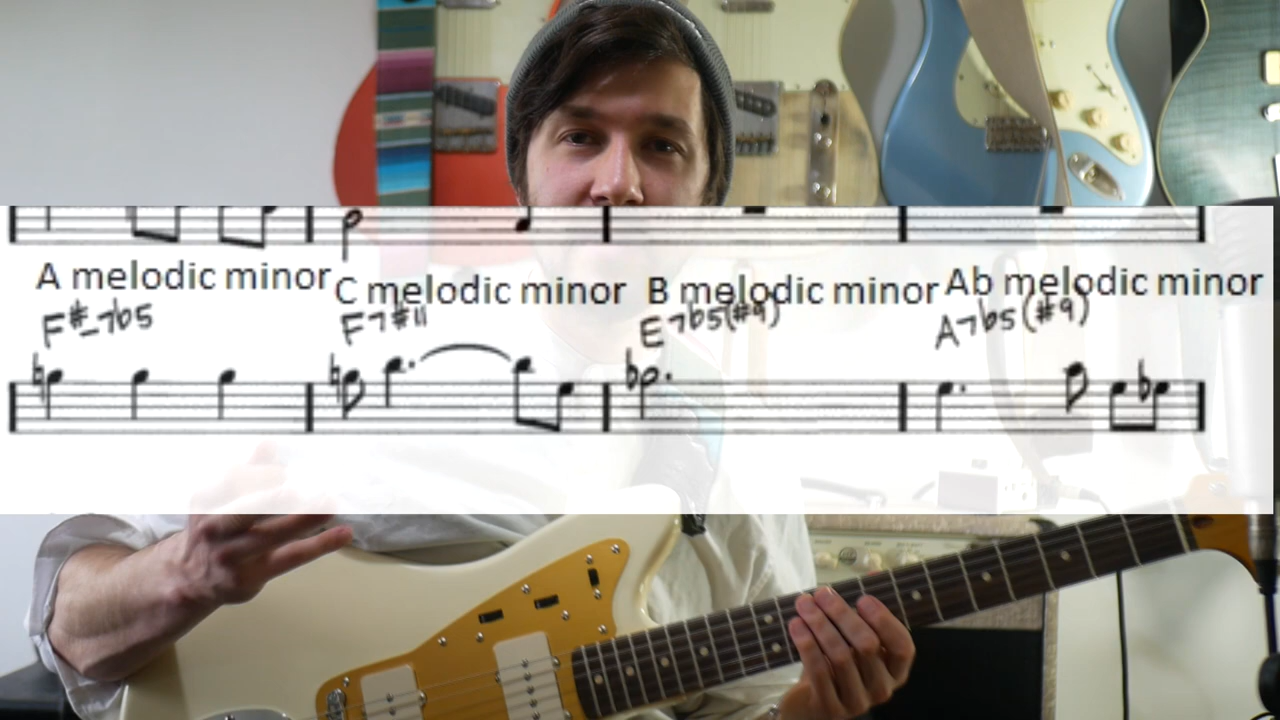 A melodic minor
C melodic minor
B melodic minor
Ab melodic minor
F#-7b5
F7#11
E7b5(#9)
A7b5(#9)